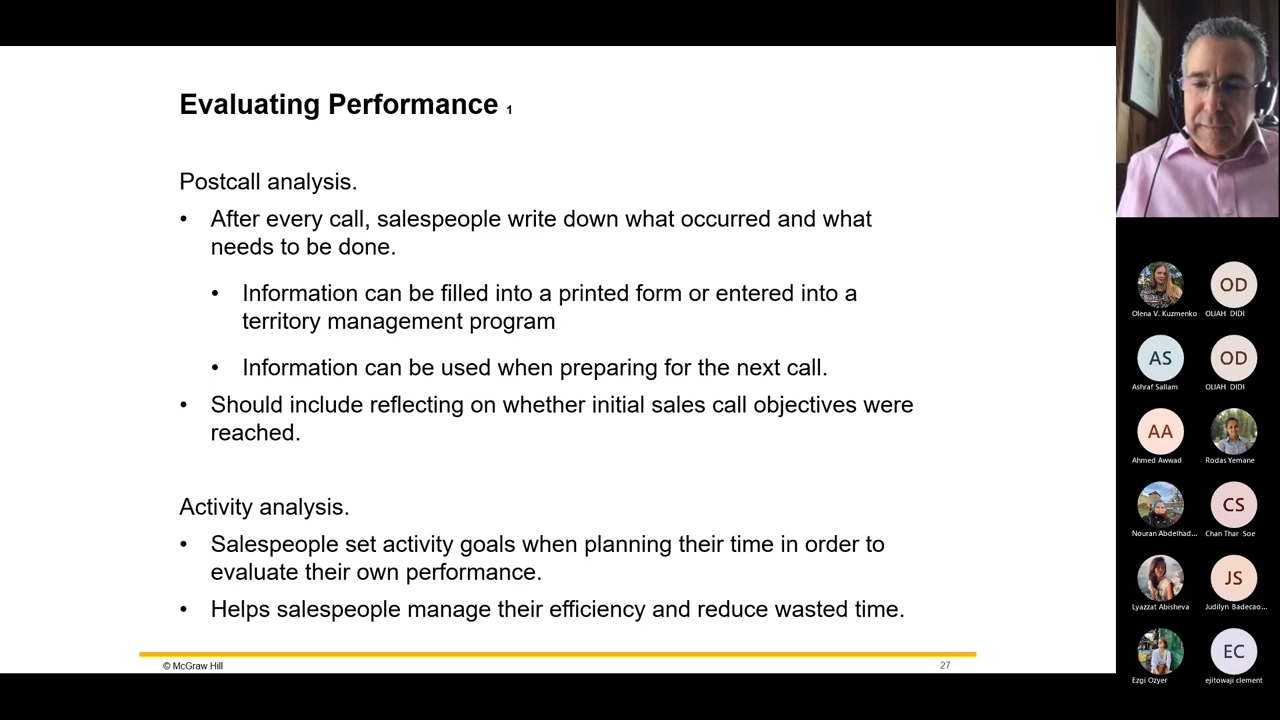 Evaluating Performance 1
Postcall analysis.
• After every call, salespeople write down what occurred and what
needs to be done.
• Information can be filled into a printed form or entered into a
territory management program
• Information can be used when preparing for the next call.
• Should include reflecting on whether initial sales call objectives were
reached.
Activity analysis.
• Salespeople set activity goals when planning their time in order to
evaluate their own performance.
• Helps salespeople manage their efficiency and reduce wasted time.
© McGraw Hill
27
Olena V. Kuzmenko
OD
OLIAH DIDI
AS
Ashraf Sallam
OD
OLIAH DIDI
AA
Ahmed Awwad
Rodas Yemane
Nouran Abdelhad...
CS
Chan Thar Soe
Lyazzat Abisheva
JS
Judilyn Badecao...
Ezgi Ozyer
EC
ejitowaji clement